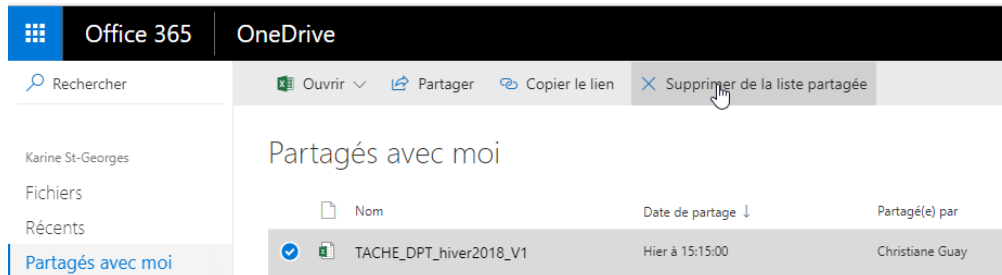 Office 365 OneDrive
Rechercher Ouvrir Partager Copier le lien Supprimer de la liste partagée
Partagés avec moi
Karine St-Georges
Fichiers
Récents
Partagés avec moi
Nom Date de partage ↓ Partagé(e) par
TACHE_DPT_hiver2018_V1 Hier à 15:15:00 Christiane Guay